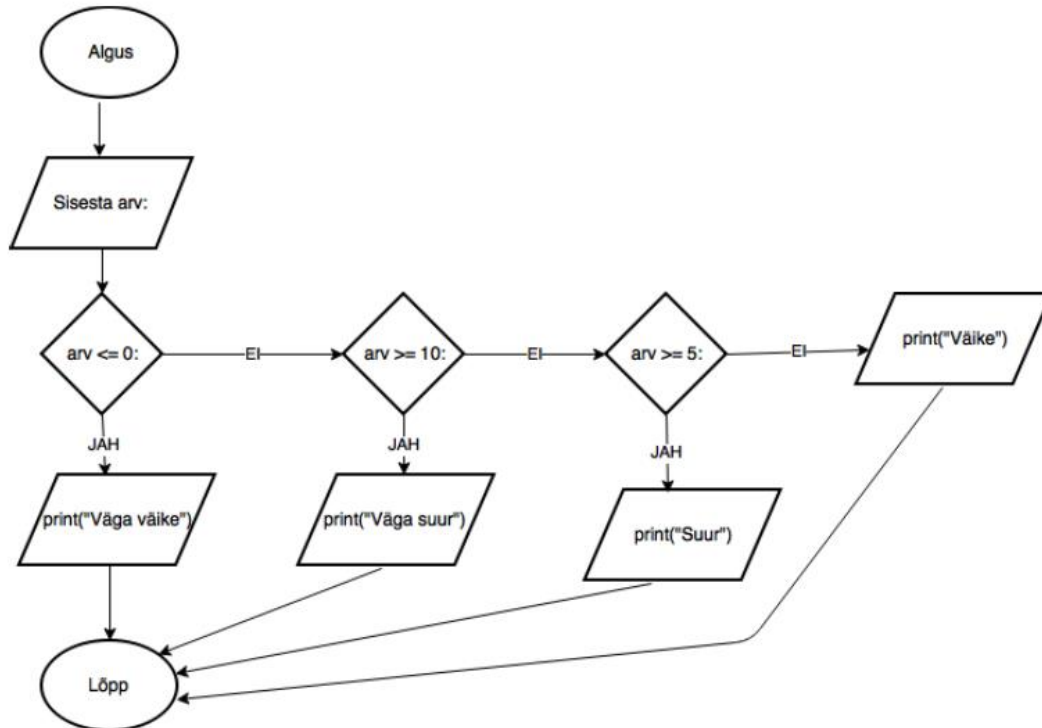 Algus
Sisesta arv:
arv <= 0:
EI
arv >= 10:
EI
arv >= 5:
EI
print("Väike")
JAH
JAH
JAH
print("Väga väike")
print("Väga suur")
print("Suur")
Lõpp